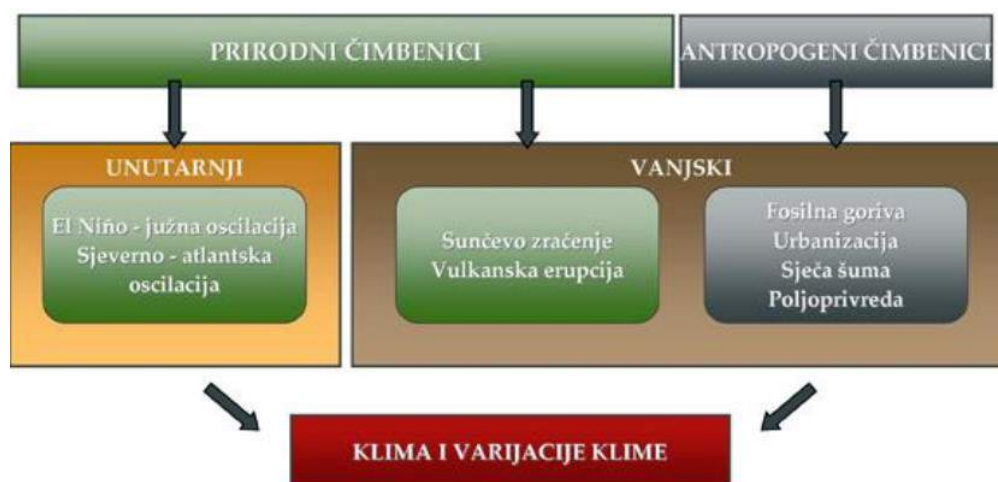 PRIRODNI ČIMBENICI
ANTROPOGENI ČIMBENICI
UNUTARNJI
El Niño - južna oscilacija
Sjeverno - atlantska
oscilacija
VANJSKI
Sunčevo zračenje
Vulkanska erupcija
Fosilna goriva
Urbanizacija
Sječa šuma
Poljoprivreda
KLIMA I VARIJACIJE KLIME